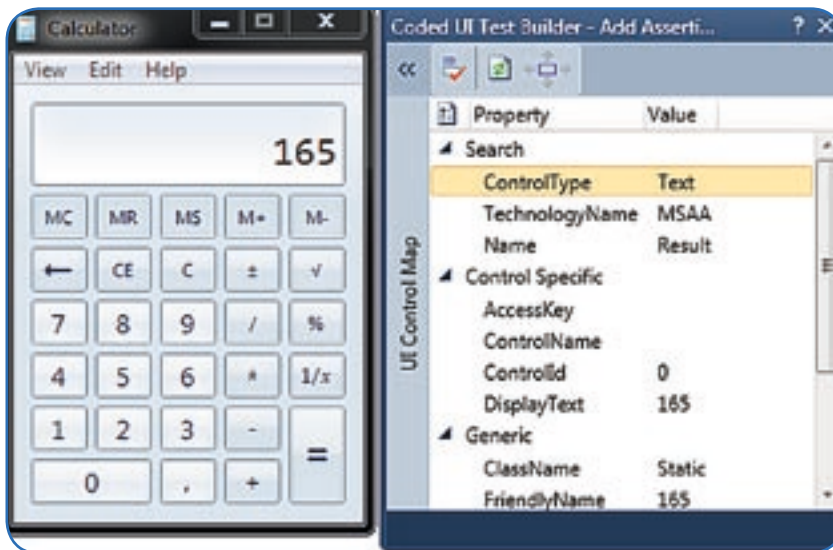 Calculator
View Edit Help
165
MC MR MS M+ M-
← CE C ± √
7 8 9 / %
4 5 6 * 1/x
1 2 3 - =
0 , +
Coded UI Test Builder - Add Asserti... ? X
«
UI Control Map
Property Value
Search
ControlType Text
TechnologyName MSAA
Name Result
Control Specific
AccessKey
ControlName
ControlId 0
DisplayText 165
Generic
ClassName Static
FriendlyName 165